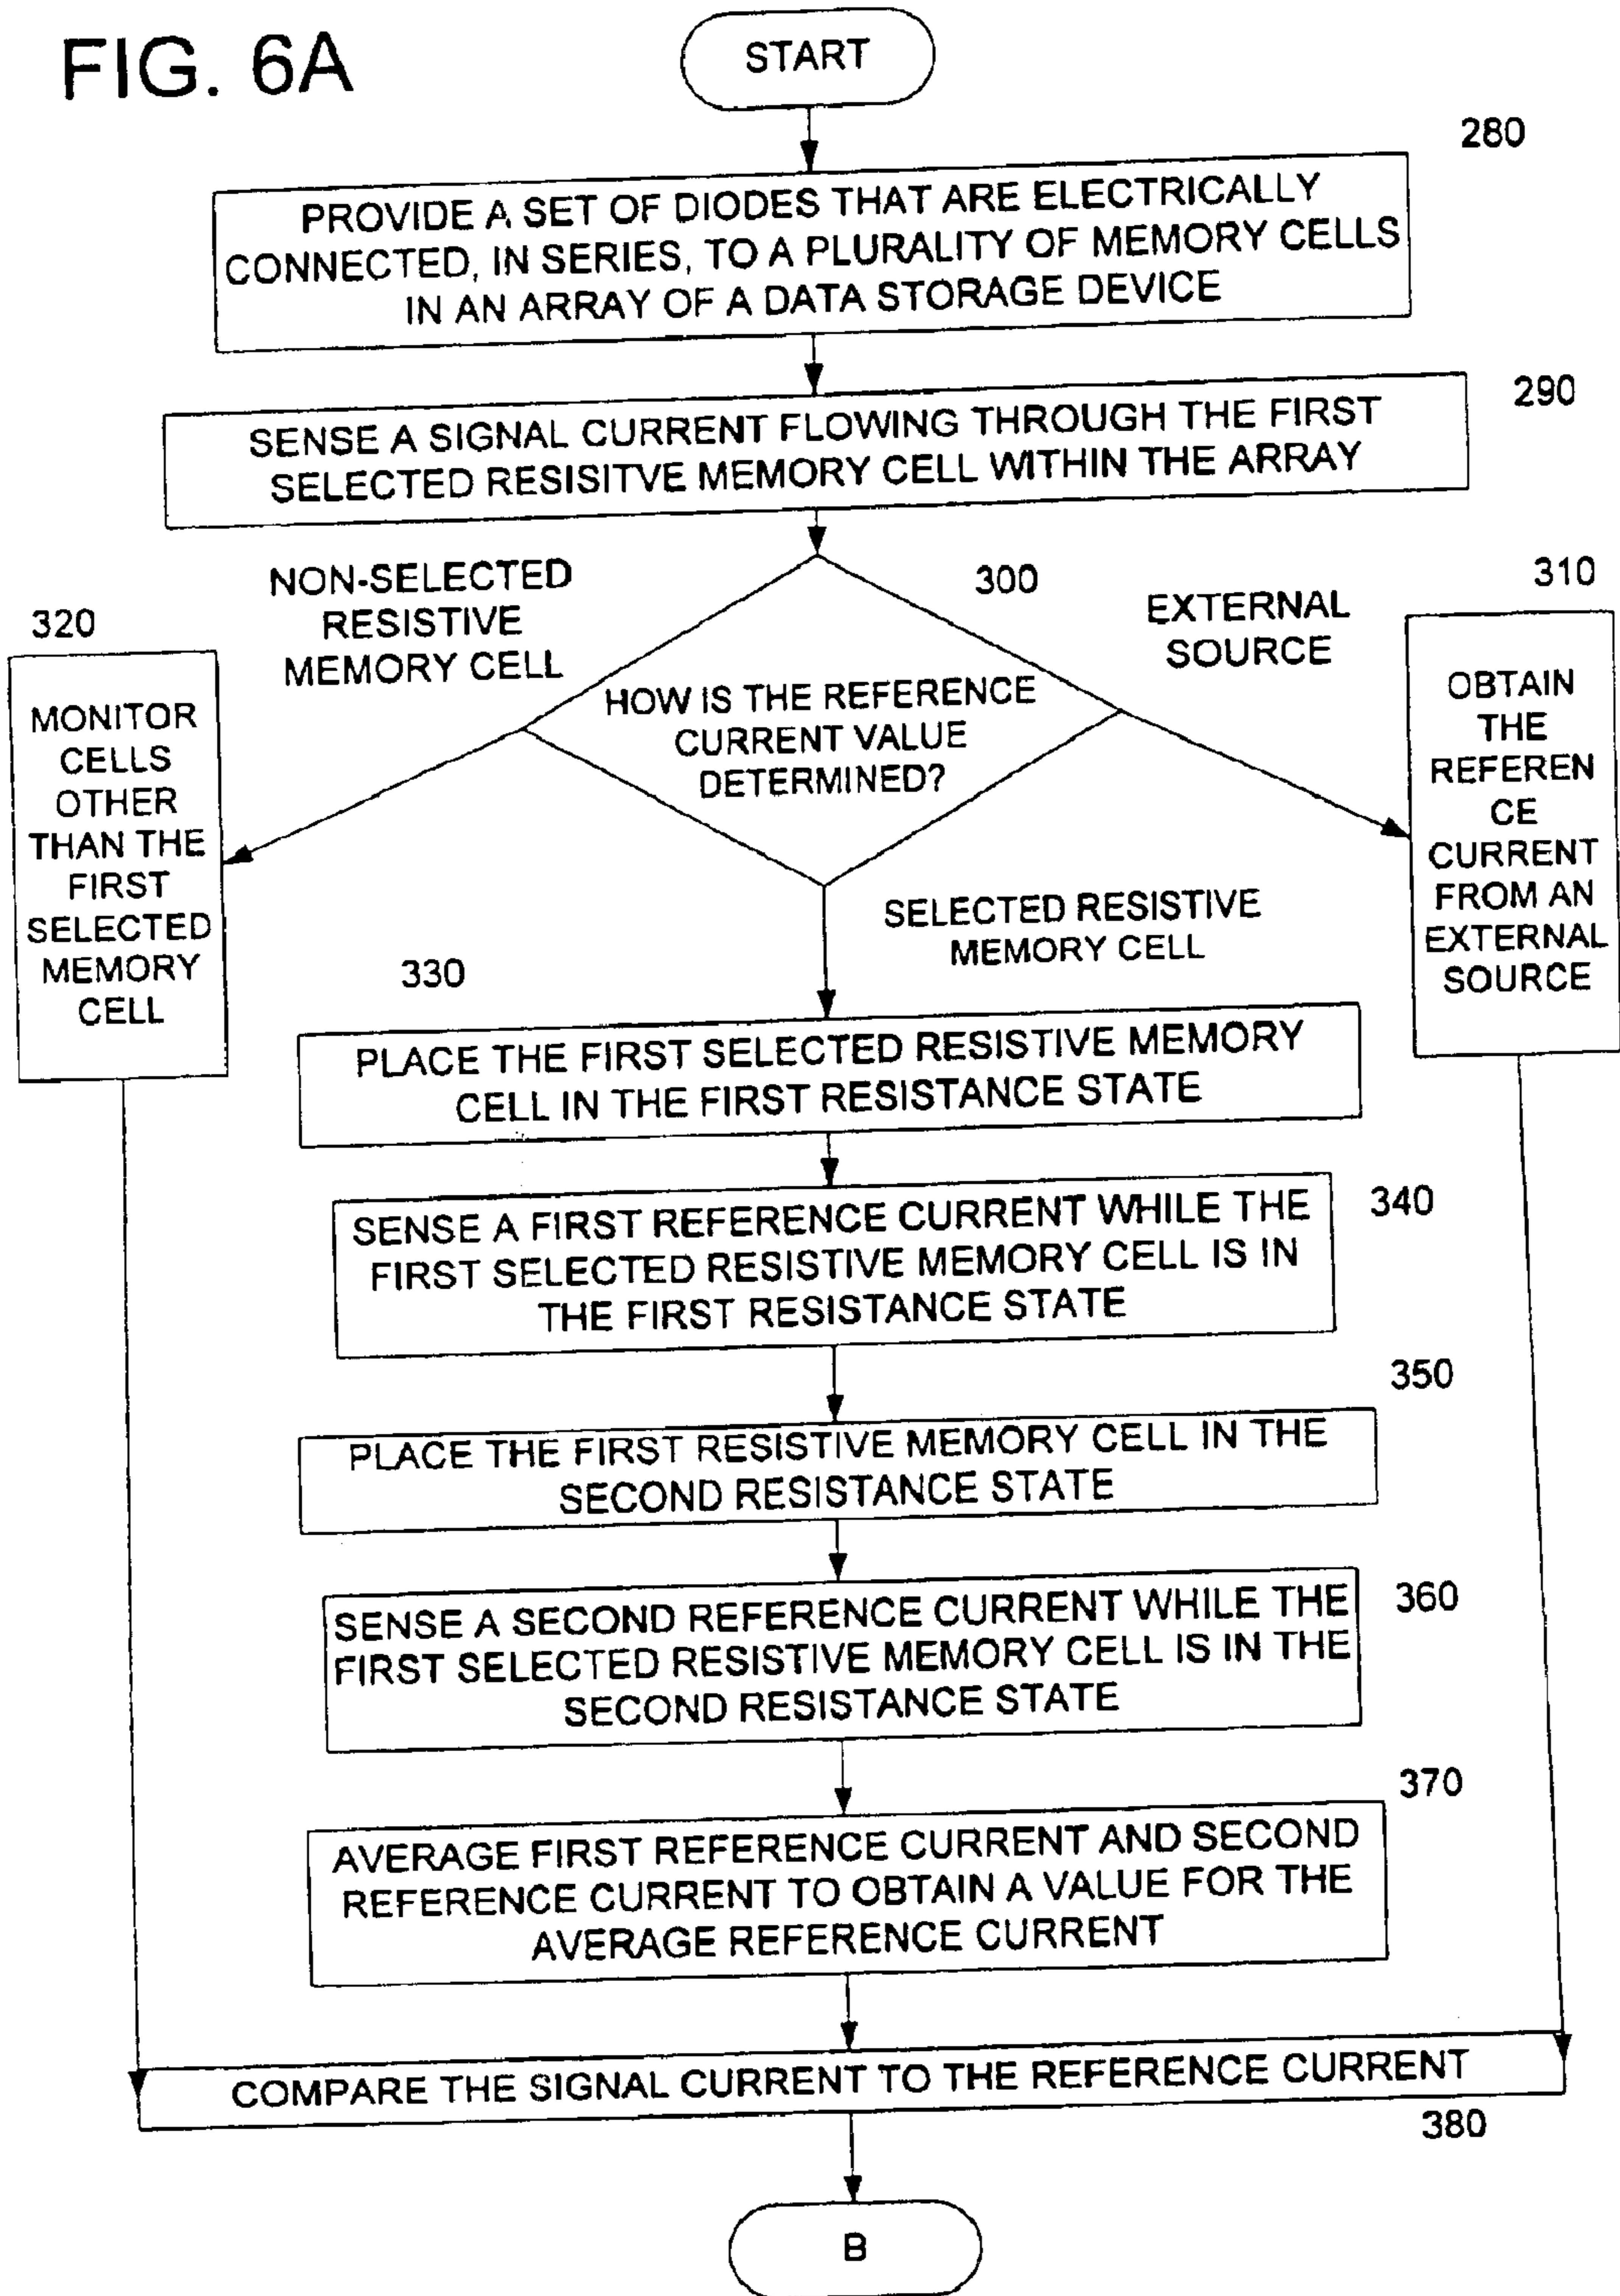 FIG. 6A
START
280
PROVIDE A SET OF DIODES THAT ARE ELECTRICALLY
CONNECTED, IN SERIES, TO A PLURALITY OF MEMORY CELLS
IN AN ARRAY OF A DATA STORAGE DEVICE
290
SENSE A SIGNAL CURRENT FLOWING THROUGH THE FIRST
SELECTED RESISITVE MEMORY CELL WITHIN THE ARRAY
300
HOW IS THE REFERENCE
CURRENT VALUE
DETERMINED?
NON-SELECTED
RESISTIVE
MEMORY CELL
320
MONITOR
CELLS
OTHER
THAN THE
FIRST
SELECTED
MEMORY
CELL
EXTERNAL
SOURCE
310
OBTAIN
THE
REFEREN
CE
CURRENT
FROM AN
EXTERNAL
SOURCE
SELECTED RESISTIVE
MEMORY CELL
330
PLACE THE FIRST SELECTED RESISTIVE MEMORY
CELL IN THE FIRST RESISTANCE STATE
340
SENSE A FIRST REFERENCE CURRENT WHILE THE
FIRST SELECTED RESISTIVE MEMORY CELL IS IN
THE FIRST RESISTANCE STATE
350
PLACE THE FIRST RESISTIVE MEMORY CELL IN THE
SECOND RESISTANCE STATE
360
SENSE A SECOND REFERENCE CURRENT WHILE THE
FIRST SELECTED RESISTIVE MEMORY CELL IS IN THE
SECOND RESISTANCE STATE
370
AVERAGE FIRST REFERENCE CURRENT AND SECOND
REFERENCE CURRENT TO OBTAIN A VALUE FOR THE
AVERAGE REFERENCE CURRENT
COMPARE THE SIGNAL CURRENT TO THE REFERENCE CURRENT
380
B